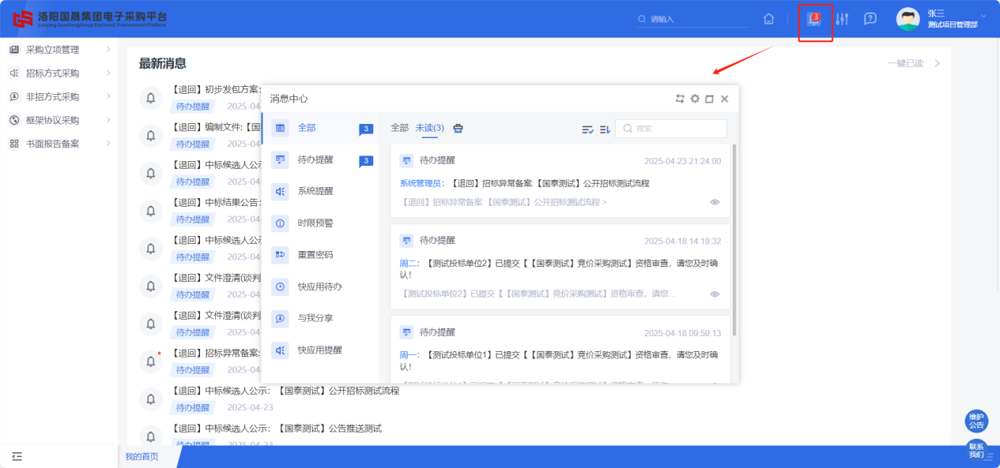 洛阳国晟集团电子采购平台
Luoyang GuoshengGroup Electronic Procurement Platform
请输入
3
张三
测试项目管理部
采购立项管理
招标方式采购
非招方式采购
框架协议采购
书面报告备案
最新消息
一键已读
【退回】初步发包方案:
待办提醒
2025-04-
【退回】编制文件:【国
待办提醒
2025-04-
【退回】中标候选人公示
待办提醒
2025-04-
【退回】中标结果公告:
待办提醒
2025-04-
【退回】中标候选人公示
待办提醒
2025-04-
【退回】文件澄清(谈判
待办提醒
2025-04-
【退回】文件澄清(谈判
待办提醒
2025-04-
【退回】招标异常备案:
待办提醒
2025-04-
【退回】中标候选人公示: 【国泰测试】公开招标测试流程
待办提醒
2025-04-23
【退回】中标候选人公示: 【国泰测试】公告推送测试
待办提醒
2025-04-23
消息中心
全部
3
待办提醒
3
系统提醒
时限预警
重置密码
快应用待办
与我分享
快应用提醒
全部
未读(3)
搜索
待办提醒
2025-04-23 21:24:00
系统管理员: 【退回】招标异常备案:【国泰测试】公开招标测试流程
【退回】招标异常备案:【国泰测试】公开招标测试流程 >
待办提醒
2025-04-18 14:19:32
周二: 【测试投标单位2】已提交【【国泰测试】竞价采购测试】资格审查，请您及时确
认！
【测试投标单位2】已提交【【国泰测试】竞价采购测试】资格审查，请您...
待办提醒
2025-04-18 09:59:13
周一: 【测试投标单位1】已提交【【国泰测试】竞价采购测试】资格审查，请您及时确
认！
维护
公告
联系
我们
我的首页